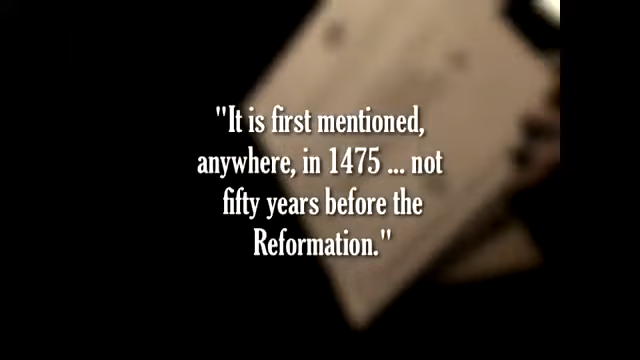 "It is first mentioned,
anywhere, in 1475 ... not
fifty years before the
Reformation."